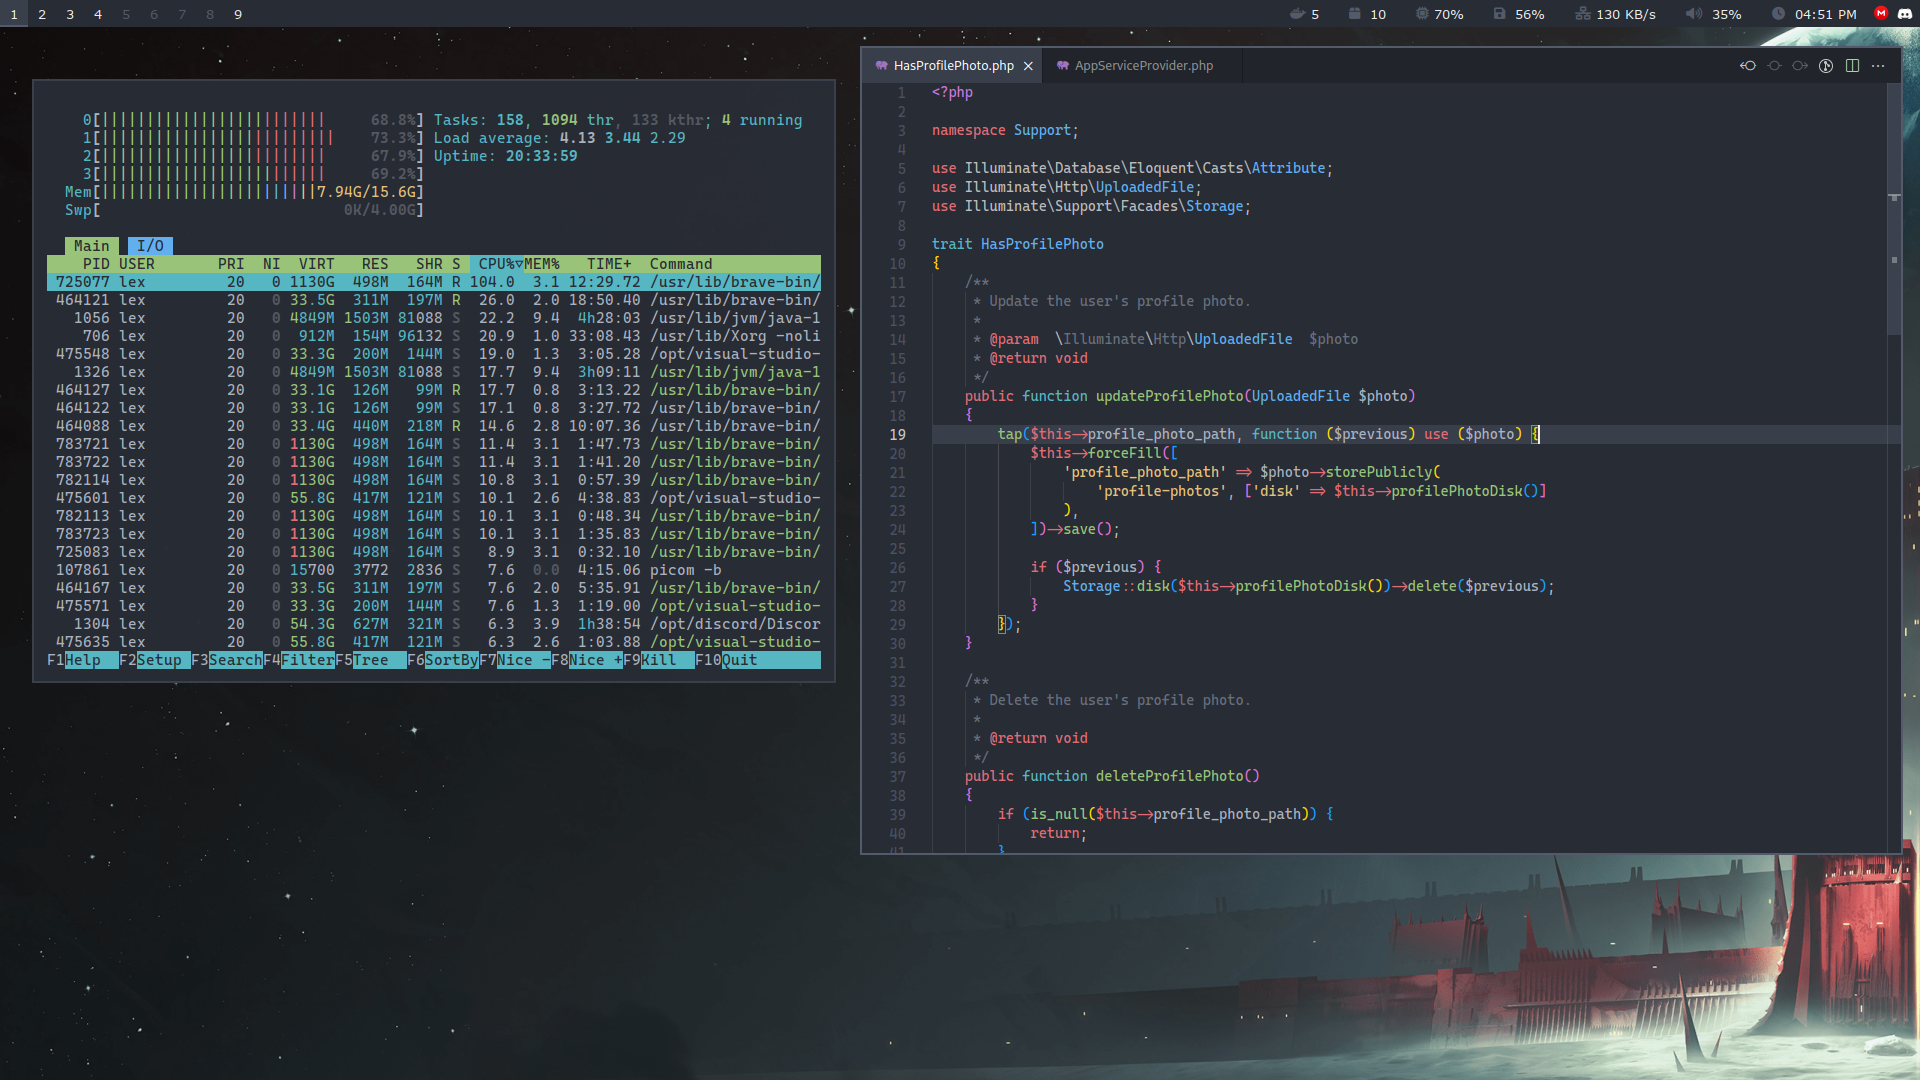 1 2 3 4 5 6 7 8 9 5 10 70% 56% 130 KB/s 35% 04:51 PM
0[||||||||||||||||||||||||| 68.8%] Tasks: 158, 1094 thr, 133 kthr; 4 running
1[|||||||||||||||||||||||||| 73.3%] Load average: 4.13 3.44 2.29
2[||||||||||||||||||||||||| 67.9%] Uptime: 20:33:59
3[||||||||||||||||||||||||| 69.2%]
Mem[||||||||||||||||||||||||7.94G/15.6G]
Swp[ 0K/4.00G]
Main I/O
PID USER PRI NI VIRT RES SHR S CPU%▽MEM% TIME+ Command
725077 lex 20 0 1130G 498M 164M R 104.0 3.1 12:29.72 /usr/lib/brave-bin/
464121 lex 20 0 33.5G 311M 197M R 26.0 2.0 18:50.40 /usr/lib/brave-bin/
1056 lex 20 0 4849M 1503M 81088 S 22.2 9.4 4h28:03 /usr/lib/jvm/java-1
706 lex 20 0 912M 154M 96132 S 20.9 1.0 33:08.43 /usr/lib/Xorg -noli
475548 lex 20 0 33.3G 200M 144M S 19.0 1.3 3:05.28 /opt/visual-studio-
1326 lex 20 0 4849M 1503M 81088 S 17.7 9.4 3h09:11 /usr/lib/jvm/java-1
464127 lex 20 0 33.1G 126M 99M R 17.7 0.8 3:13.22 /usr/lib/brave-bin/
464122 lex 20 0 33.1G 126M 99M S 17.1 0.8 3:27.72 /usr/lib/brave-bin/
464088 lex 20 0 33.4G 440M 218M R 14.6 2.8 10:07.36 /usr/lib/brave-bin/
783721 lex 20 0 1130G 498M 164M S 11.4 3.1 1:47.73 /usr/lib/brave-bin/
783722 lex 20 0 1130G 498M 164M S 11.4 3.1 1:41.20 /usr/lib/brave-bin/
782114 lex 20 0 1130G 498M 164M S 10.8 3.1 0:57.39 /usr/lib/brave-bin/
475601 lex 20 0 55.8G 417M 121M S 10.1 2.6 4:38.83 /opt/visual-studio-
782113 lex 20 0 1130G 498M 164M S 10.1 3.1 0:48.34 /usr/lib/brave-bin/
783723 lex 20 0 1130G 498M 164M S 10.1 3.1 1:35.83 /usr/lib/brave-bin/
725083 lex 20 0 1130G 498M 164M S 8.9 3.1 0:32.10 /usr/lib/brave-bin/
107861 lex 20 0 15700 3772 2836 S 7.6 0.0 4:15.06 picom -b
464167 lex 20 0 33.5G 311M 197M S 7.6 2.0 5:35.91 /usr/lib/brave-bin/
475571 lex 20 0 33.3G 200M 144M S 7.6 1.3 1:19.00 /opt/visual-studio-
1304 lex 20 0 54.3G 627M 321M S 6.3 3.9 1h38:54 /opt/discord/Discor
475635 lex 20 0 55.8G 417M 121M S 6.3 2.6 1:03.88 /opt/visual-studio-
F1Help F2Setup F3SearchF4FilterF5Tree F6SortByF7Nice -F8Nice +F9Kill F10Quit
HasProfilePhoto.php AppServiceProvider.php
1 <?php
2
3 namespace Support;
4
5 use Illuminate\Database\Eloquent\Casts\Attribute;
6 use Illuminate\Http\UploadedFile;
7 use Illuminate\Support\Facades\Storage;
8
9 trait HasProfilePhoto
10 {
11 /**
12 * Update the user's profile photo.
13 *
14 * @param \Illuminate\Http\UploadedFile $photo
15 * @return void
16 */
17 public function updateProfilePhoto(UploadedFile $photo)
18 {
19 tap($this->profile_photo_path, function ($previous) use ($photo) {
20 $this->forceFill([
21 'profile_photo_path' => $photo->storePublicly(
22 'profile-photos', ['disk' => $this->profilePhotoDisk()]
23 ),
24 ])->save();
25
26 if ($previous) {
27 Storage::disk($this->profilePhotoDisk())->delete($previous);
28 }
29 });
30 }
31
32 /**
33 * Delete the user's profile photo.
34 *
35 * @return void
36 */
37 public function deleteProfilePhoto()
38 {
39 if (is_null($this->profile_photo_path)) {
40 return;
41 }